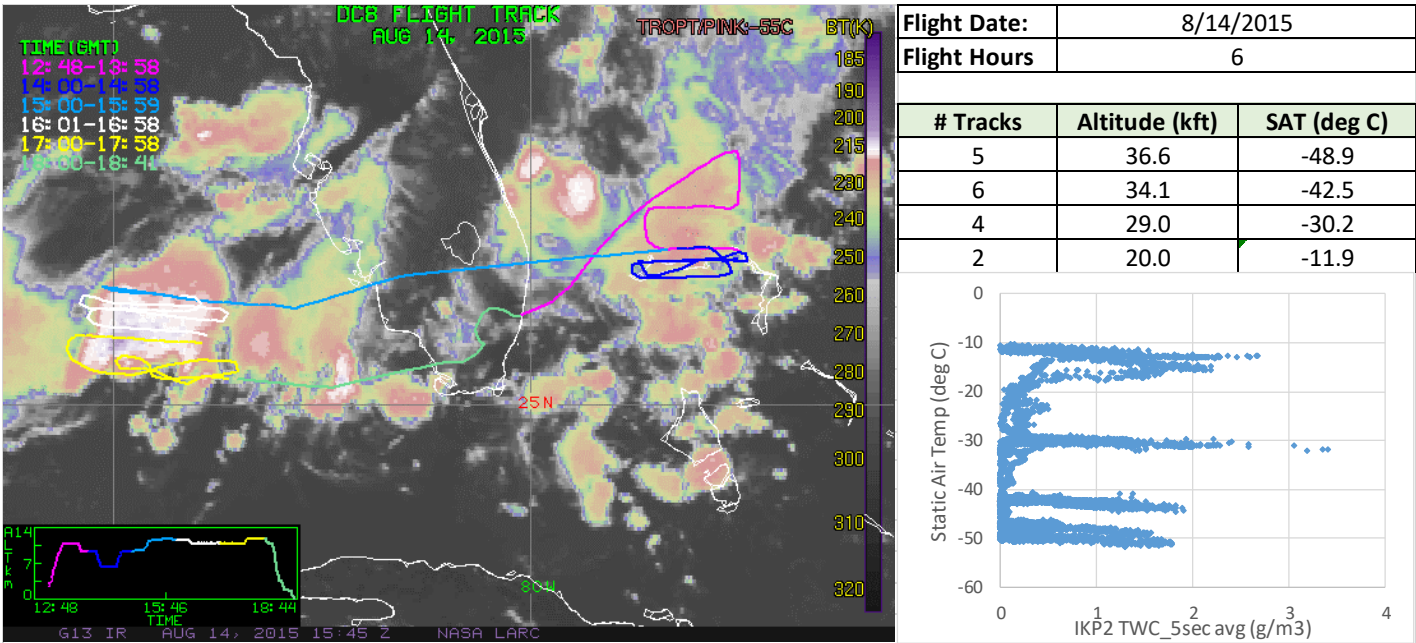 DC8 FLIGHT TRACK
AUG 14, 2015
TROPT/PINK:-55C
BT(K)
TIME(GMT)
12:48-13:58
14:00-14:58
15:00-15:59
16:01-16:58
17:00-17:58
18:00-18:41
185
190
200
215
230
240
250
260
270
280
290
300
310
320
25N
80W
ALT km
14
7
0
12:48 15:46 18:44
TIME
G13 IR AUG 14, 2015 15:45 Z NASA LARC
Flight Date: 8/14/2015
Flight Hours 6
# Tracks Altitude (kft) SAT (deg C)
5 36.6 -48.9
6 34.1 -42.5
4 29.0 -30.2
2 20.0 -11.9
Static Air Temp (deg C)
0
-10
-20
-30
-40
-50
-60
0 1 2 3 4
IKP2 TWC_5sec avg (g/m3)